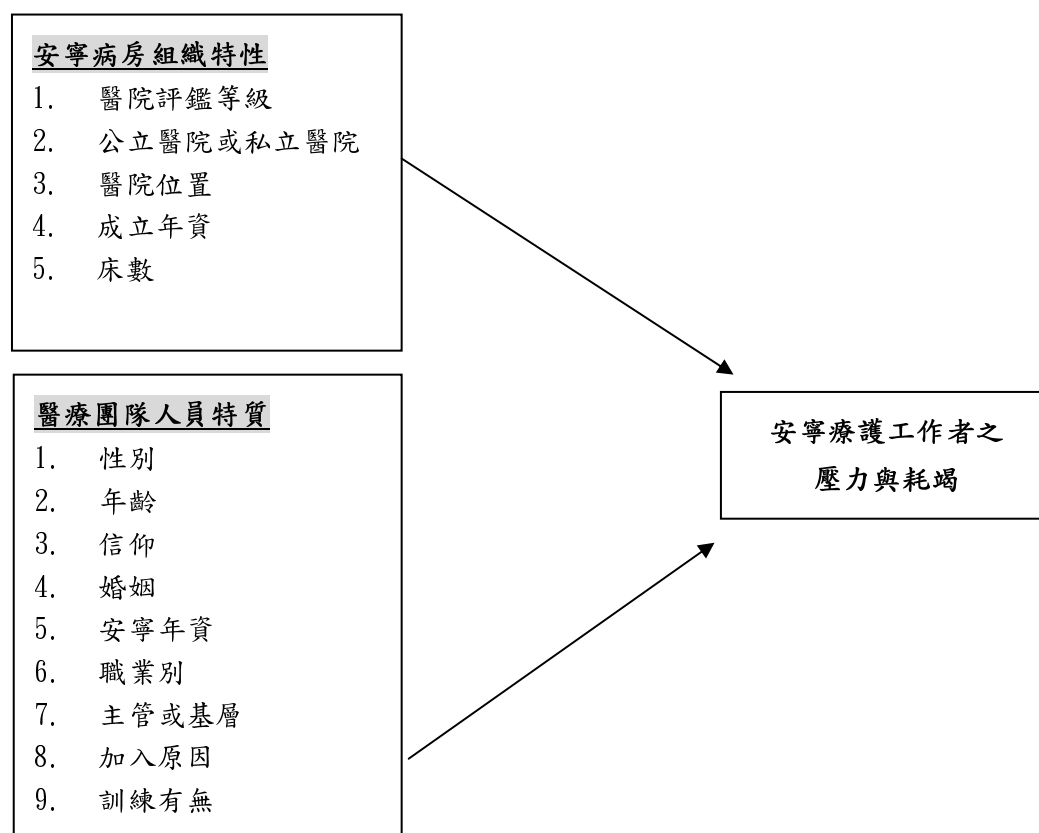 安寧病房組織特性
1. 醫院評鑑等級
2. 公立醫院或私立醫院
3. 醫院位置
4. 成立年資
5. 床數
醫療團隊人員特質
1. 性別
2. 年齡
3. 信仰
4. 婚姻
5. 安寧年資
6. 職業別
7. 主管或基層
8. 加入原因
9. 訓練有無
安寧療護工作者之
壓力與耗竭